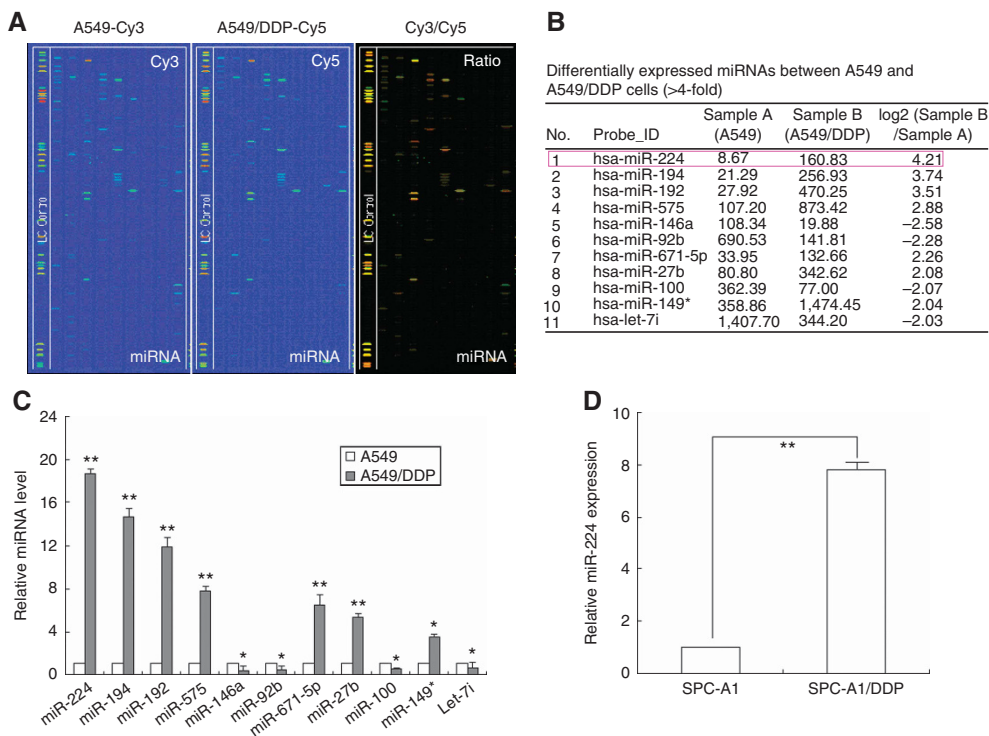 A
A549-Cy3
A549/DDP-Cy5
Cy3/Cy5
Cy3
Cy5
Ratio
miRNA
miRNA
miRNA
B
Differentially expressed miRNAs between A549 and
A549/DDP cells (>4-fold)
Sample A Sample B log2 (Sample B
No. Probe_ID (A549) (A549/DDP) /Sample A)
1 hsa-miR-224 8.67 160.83 4.21
2 hsa-miR-194 21.29 256.93 3.74
3 hsa-miR-192 27.92 470.25 3.51
4 hsa-miR-575 107.20 873.42 2.88
5 hsa-miR-146a 108.34 19.88 −2.58
6 hsa-miR-92b 690.53 141.81 −2.28
7 hsa-miR-671-5p 33.95 132.66 2.26
8 hsa-miR-27b 80.80 342.62 2.08
9 hsa-miR-100 362.39 77.00 −2.07
10 hsa-miR-149* 358.86 1,474.45 2.04
11 hsa-let-7i 1,407.70 344.20 −2.03
C
Relative miRNA level
24
20
16
12
8
4
0
A549
A549/DDP
**
**
**
**
*
*
**
**
*
*
*
miR-224
miR-194
miR-192
miR-575
miR-146a
miR-92b
miR-671-5p
miR-27b
miR-100
miR-149*
Let-7i
D
Relative miR-224 expression
10
8
6
4
2
0
**
SPC-A1
SPC-A1/DDP